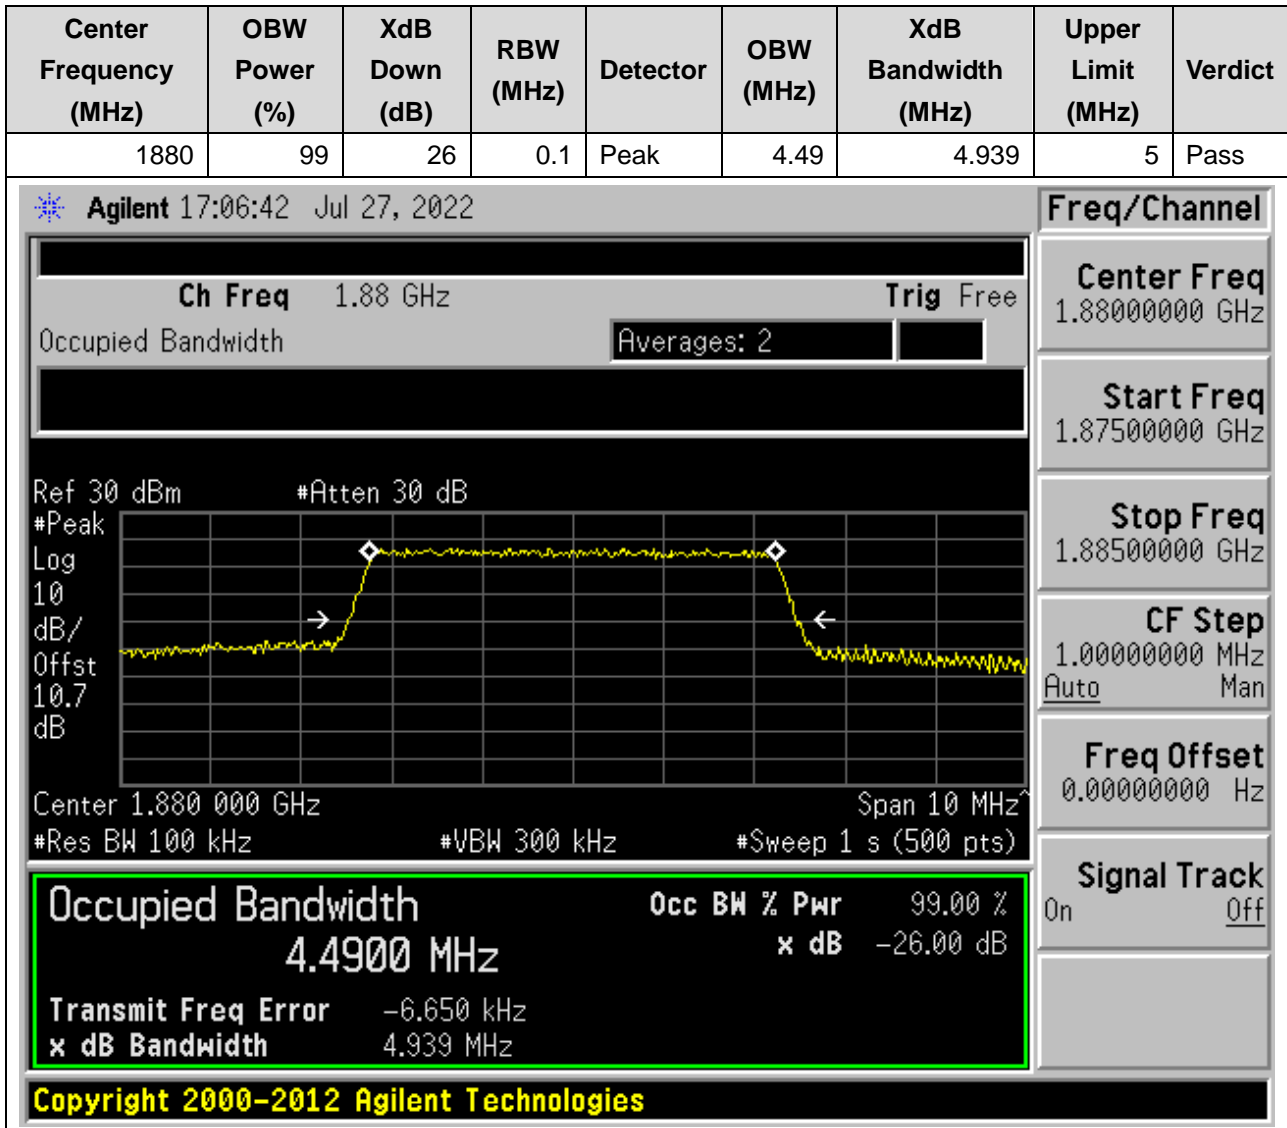 Center Frequency (MHz) OBW Power (%) XdB Down (dB) RBW (MHz) Detector OBW (MHz) XdB Bandwidth (MHz) Upper Limit (MHz) Verdict
1880 99 26 0.1 Peak 4.49 4.939 5 Pass
Agilent 17:06:42 Jul 27, 2022 Freq/Channel
Ch Freq 1.88 GHz Trig Free
Occupied Bandwidth Averages: 2
Center Freq
1.88000000 GHz
Start Freq
1.87500000 GHz
Stop Freq
1.88500000 GHz
CF Step
1.00000000 MHz
Auto Man
Freq Offset
0.00000000 Hz
Signal Track
On Off
Ref 30 dBm #Atten 30 dB
#Peak
Log
10
dB/
Offst
10.7
dB
Center 1.880 000 GHz Span 10 MHz^
#Res BW 100 kHz #VBW 300 kHz #Sweep 1 s (500 pts)
Occupied Bandwidth Occ BW % Pwr 99.00 %
4.4900 MHz x dB -26.00 dB
Transmit Freq Error -6.650 kHz
x dB Bandwidth 4.939 MHz
Copyright 2000-2012 Agilent Technologies